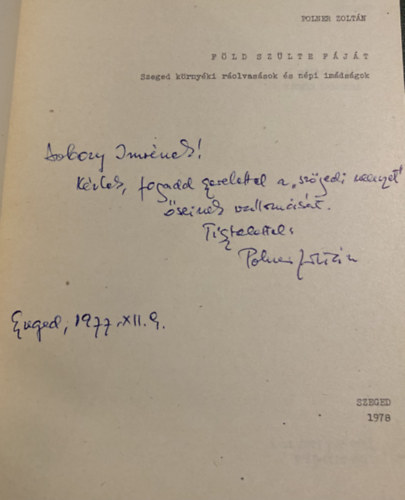 POLNER ZOLTÁN
FÖLD SZÜLTE FÁJÁT
Szeged környéki ráolvasások és népi imádságok
Imrének!
Kérlek, fogadd szeretettel a „szögedi nemzet"
őseinek vallomását.
Tisztelettel:
Polner Zoltán
Szeged, 1977. XII. 9.
SZEGED
1978